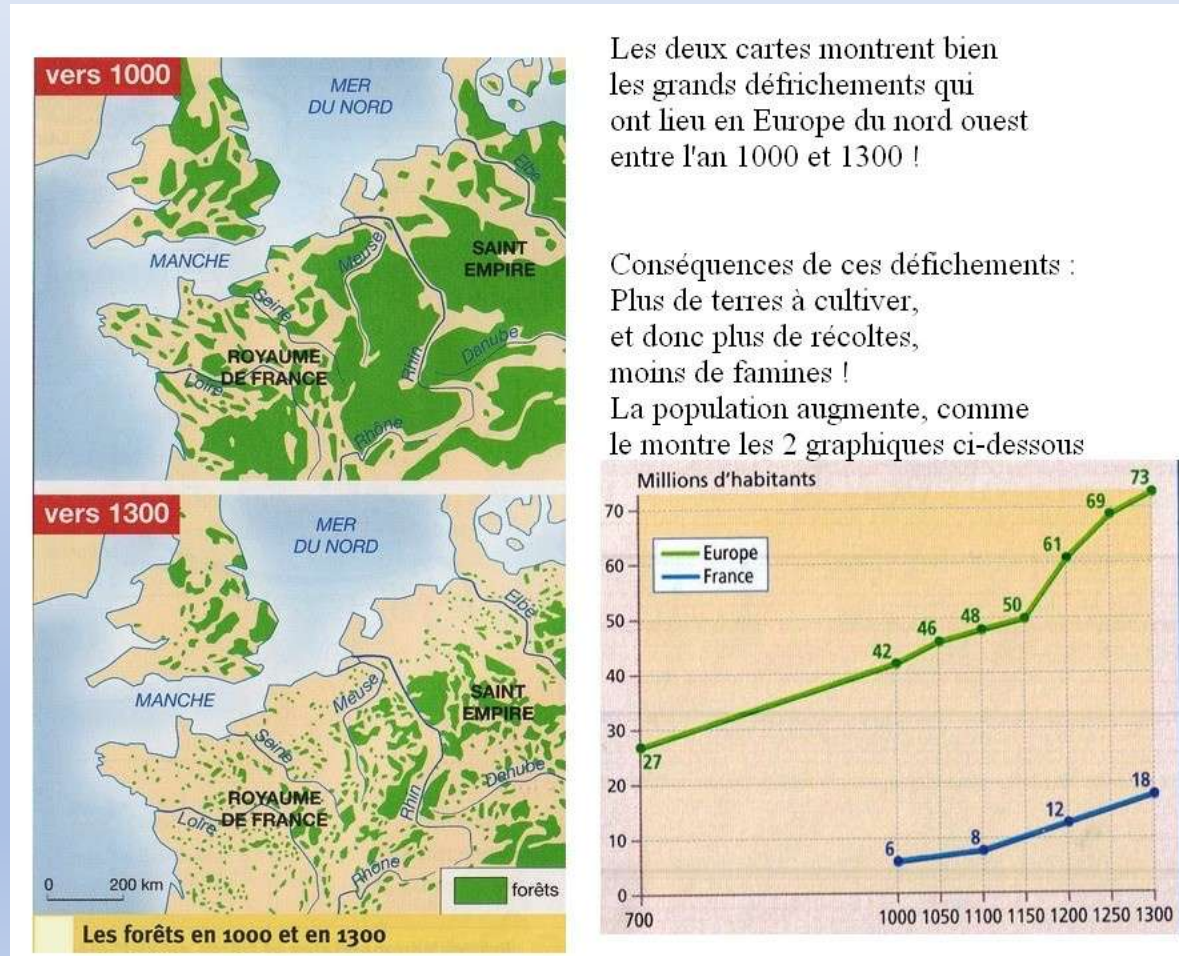 vers 1000
MER
DU NORD
Elbe
MANCHE
Meuse
SAINT
EMPIRE
Seine
ROYAUME
DE FRANCE
Loire
Rhin
Danube
Rhône
vers 1300
MER
DU NORD
Elbe
MANCHE
Meuse
SAINT
EMPIRE
Seine
Danube
ROYAUME
DE FRANCE
Loire
Rhin
Rhône
0 200 km
forêts
Les forêts en 1000 et en 1300
Les deux cartes montrent bien
les grands défrichements qui
ont lieu en Europe du nord ouest
entre l'an 1000 et 1300 !
Conséquences de ces défichements :
Plus de terres à cultiver,
et donc plus de récoltes,
moins de famines !
La population augmente, comme
le montre les 2 graphiques ci-dessous
Millions d'habitants
73
70
69
Europe
France
61
60
50
50
48
46
42
40
30
27
20
18
12
10
8
6
0
700 1000 1050 1100 1150 1200 1250 1300